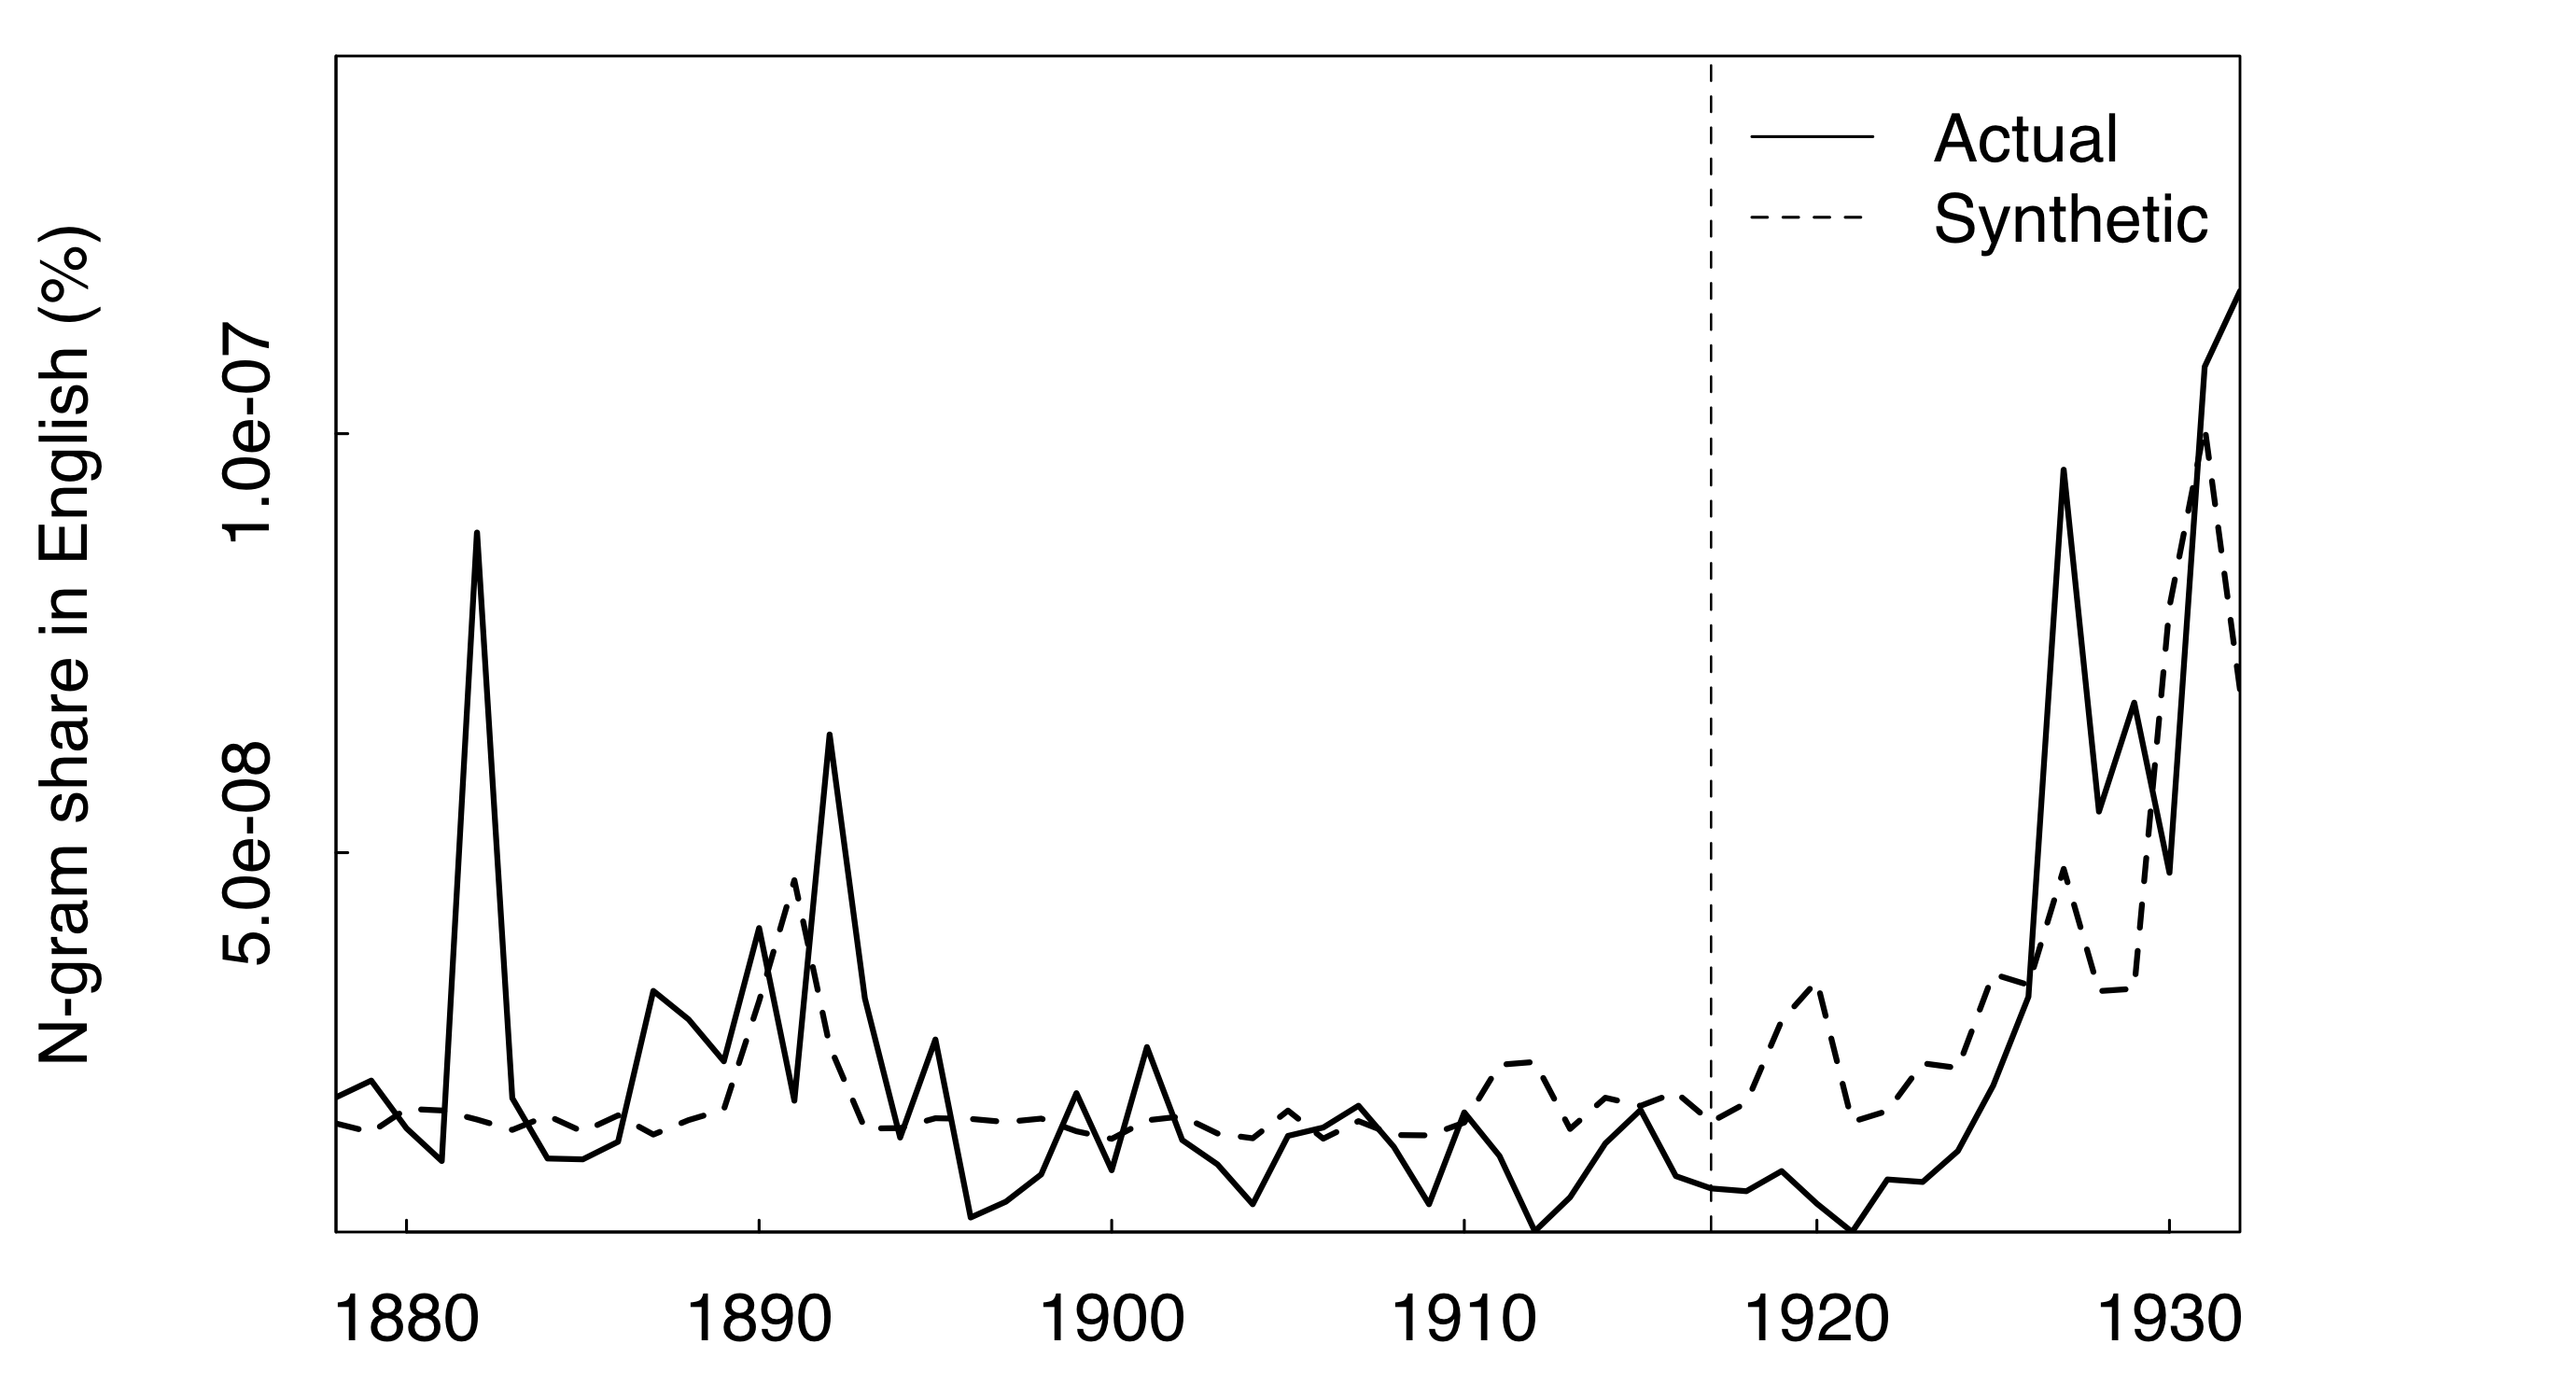 N-gram share in English (%)
1.0e-07
5.0e-08
Actual
Synthetic
1880 1890 1900 1910 1920 1930